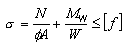 σ = N/ϕA + M_W/W ≤ [f]